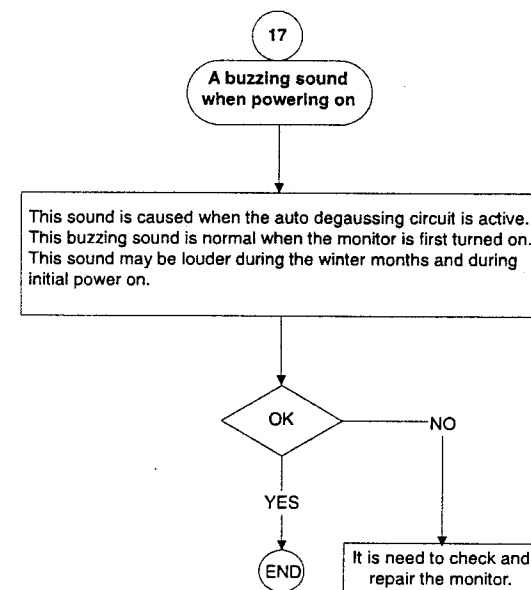 17
A buzzing sound
when powering on
This sound is caused when the auto degaussing circuit is active.
This buzzing sound is normal when the monitor is first turned on.
This sound may be louder during the winter months and during
initial power on.
OK
NO
YES
END
It is need to check and
repair the monitor.